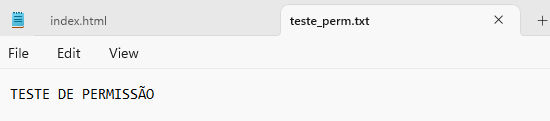 index.html
teste_perm.txt
File Edit View
TESTE DE PERMISSÃO